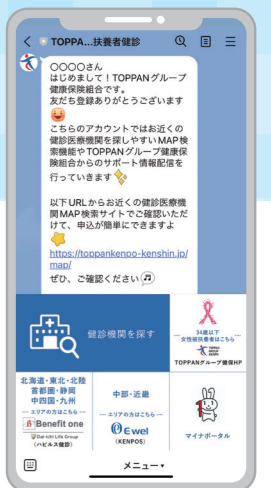 TOPPA...扶養者健診
〇〇〇〇さん
はじめまして！TOPPANグループ
健康保険組合です。
友だち登録ありがとうございます
こちらのアカウントではお近く
の健診医療機関を探しやすいMAP検
索機能やTOPPANグループ健康保
険組合からのサポート情報配信を
行っていきます
以下URLからお近くの健診医療機
関MAP検索サイトでご確認いただ
けて、申込が簡単にできますよ
https://toppankenpo-kenshin.jp/
map/
ぜひ、ご確認ください
健診機関を探す
34歳以下
女性被扶養者はこちら
TOPPANグループ健保HP
北海道・東北・北陸
首都圏・静岡
中四国・九州
エリアの方はこちら
Benefit one
Dai-ichi Life Group
(ハピルス健診)
中部・近畿
エリアの方はこちら
Ewel
(KENPOS)
マイナポータル
メニュー▾